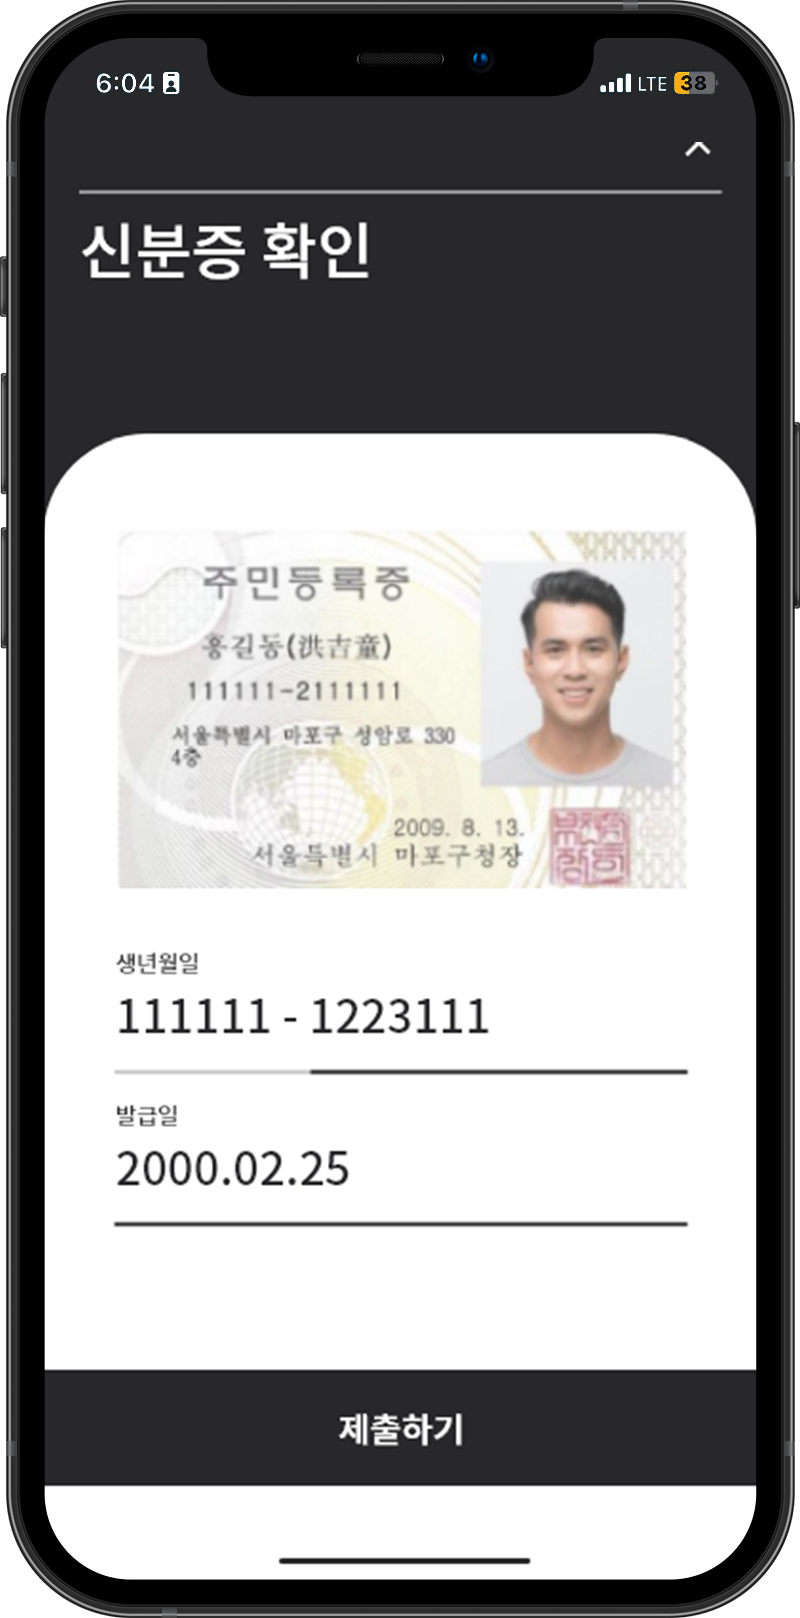 6:04
LTE 38
신분증 확인
주민등록증
홍길동(洪吉童)
111111-2111111
서울특별시 마포구 성암로 330
4층
2009. 8. 13.
서울특별시 마포구청장
생년월일
111111 - 1223111
발급일
2000.02.25
제출하기